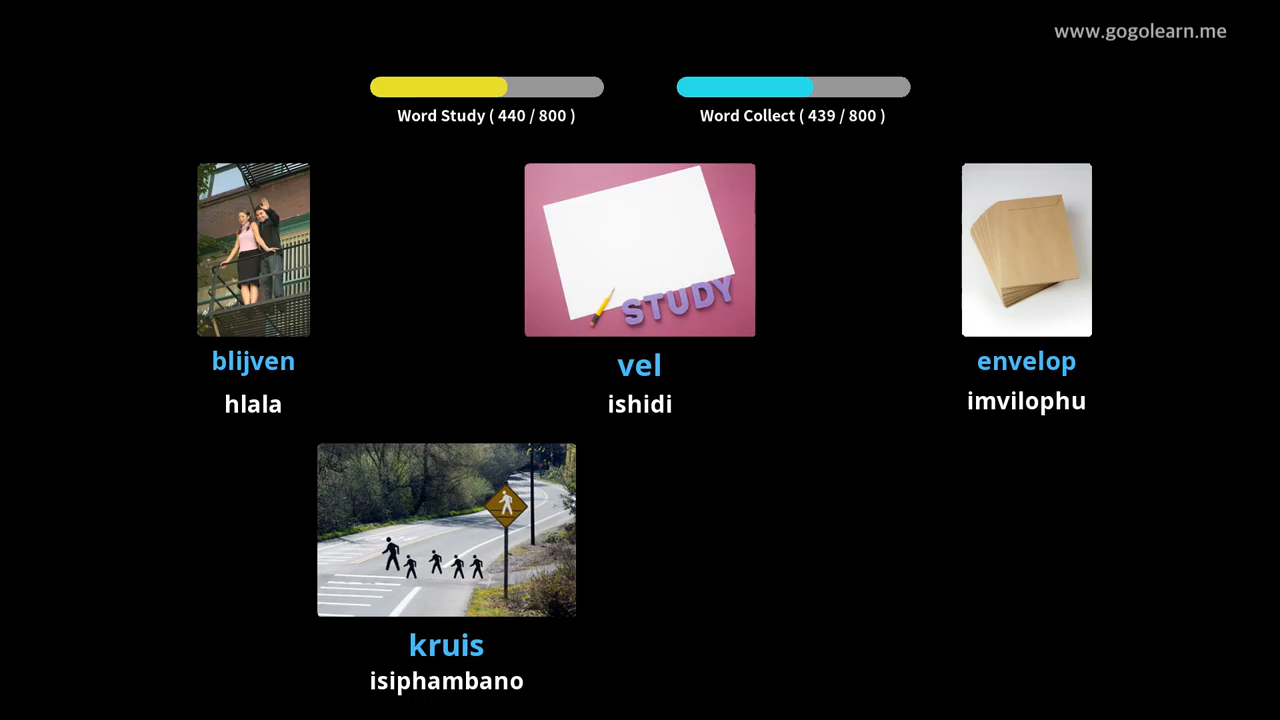 www.gogolearn.me
Word Study ( 440 / 800 )
Word Collect ( 439 / 800 )
STUDY
blijven
hlala
vel
ishidi
envelop
imvilophu
kruis
isiphambano